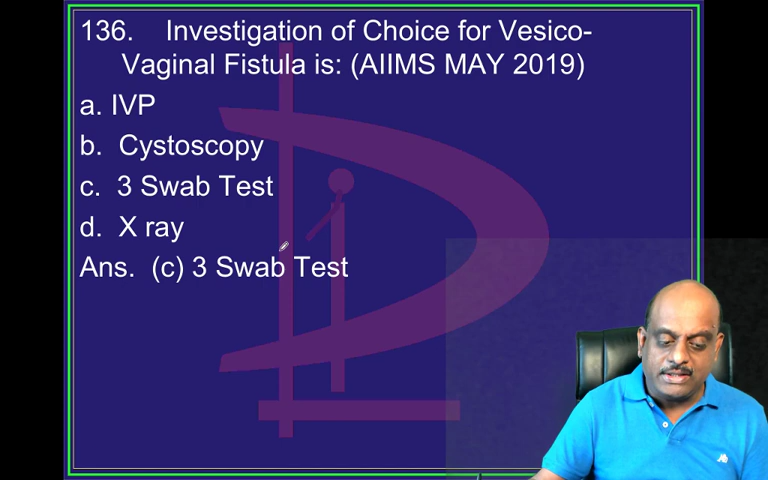 136. Investigation of Choice for Vesico-
Vaginal Fistula is: (AIIMS MAY 2019)
a. IVP
b. Cystoscopy
c. 3 Swab Test
d. X ray
Ans. (c) 3 Swab Test